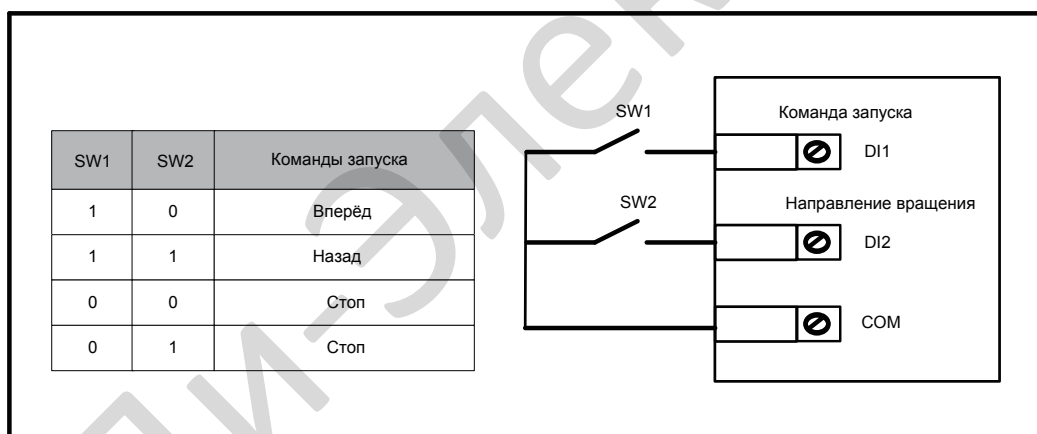 SW1 SW2 Команды запуска
1 0 Вперёд
1 1 Назад
0 0 Стоп
0 1 Стоп
SW1
Команда запуска
DI1
SW2
Направление вращения
DI2
COM